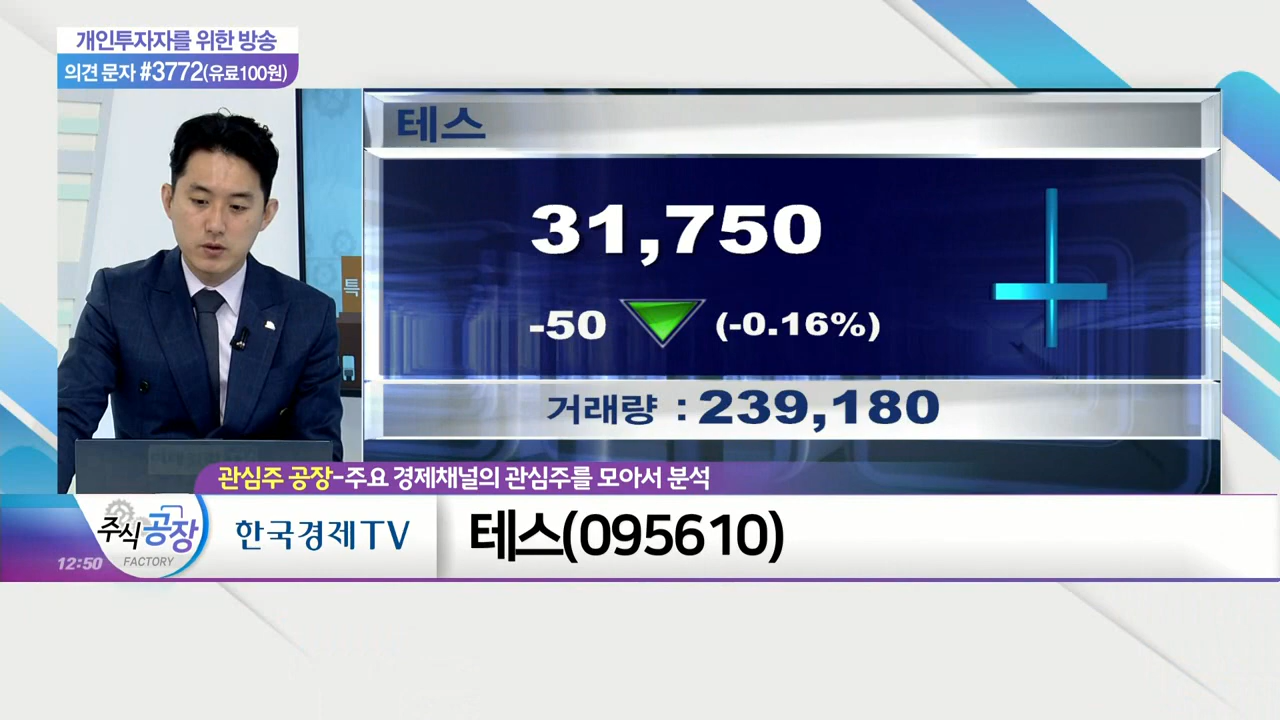 개인투자자를 위한 방송
의견 문자 #3772(유료100원)
특
테스
31,750
-50 ▼ (-0.16%)
거래량 : 239,180
관심주 공장-주요 경제채널의 관심주를 모아서 분석
주식공장
FACTORY
12:50
한국경제TV
테스(095610)